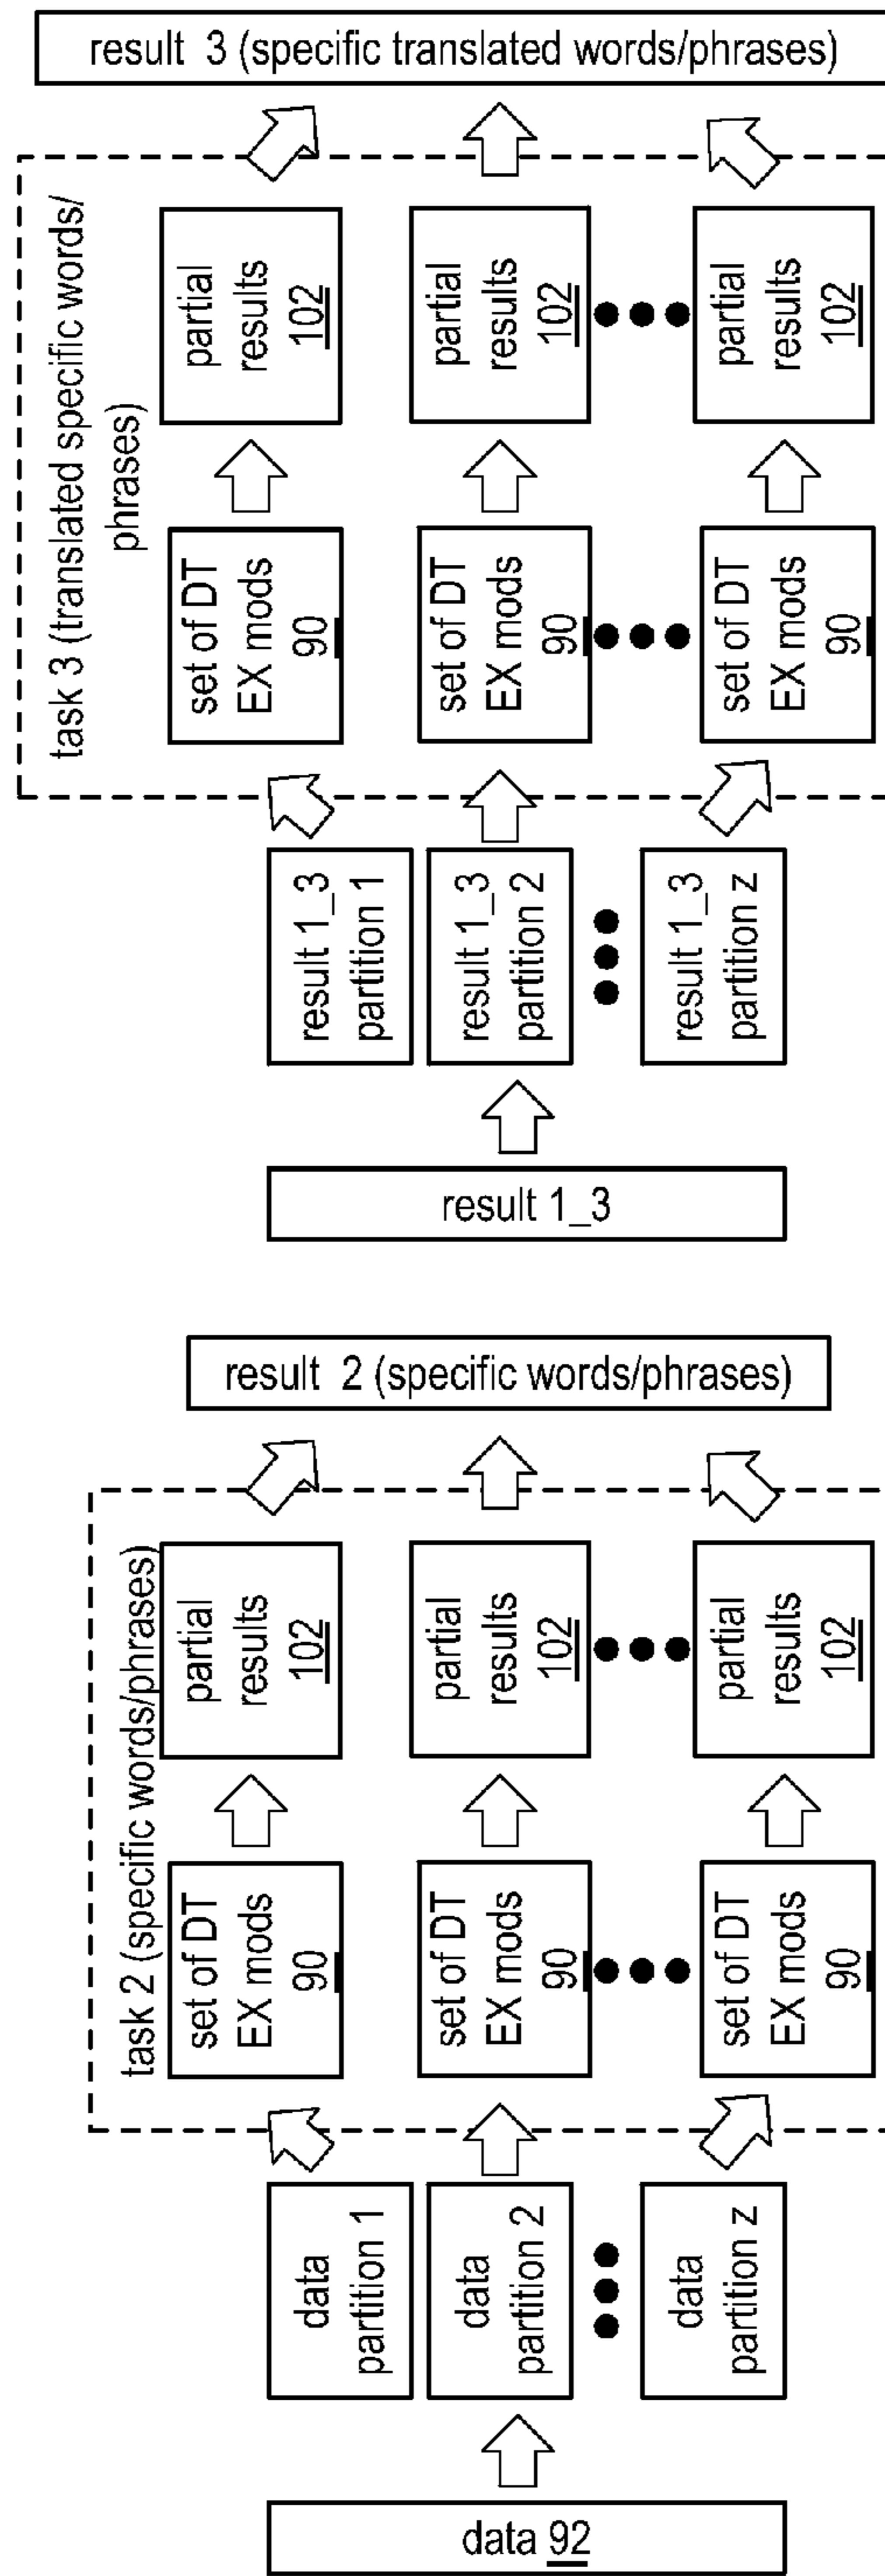 result 3 (specific translated words/phrases)
task 3 (translated specific words/
phrases)
partial
results
102
partial
results
102
partial
results
102
set of DT
EX mods
90
set of DT
EX mods
90
set of DT
EX mods
90
result 1_3
partition 1
result 1_3
partition 2
result 1_3
partition z
result 1_3
result 2 (specific words/phrases)
task 2 (specific words/phrases)
partial
results
102
partial
results
102
partial
results
102
set of DT
EX mods
90
set of DT
EX mods
90
set of DT
EX mods
90
data
partition 1
data
partition 2
data
partition z
data 92